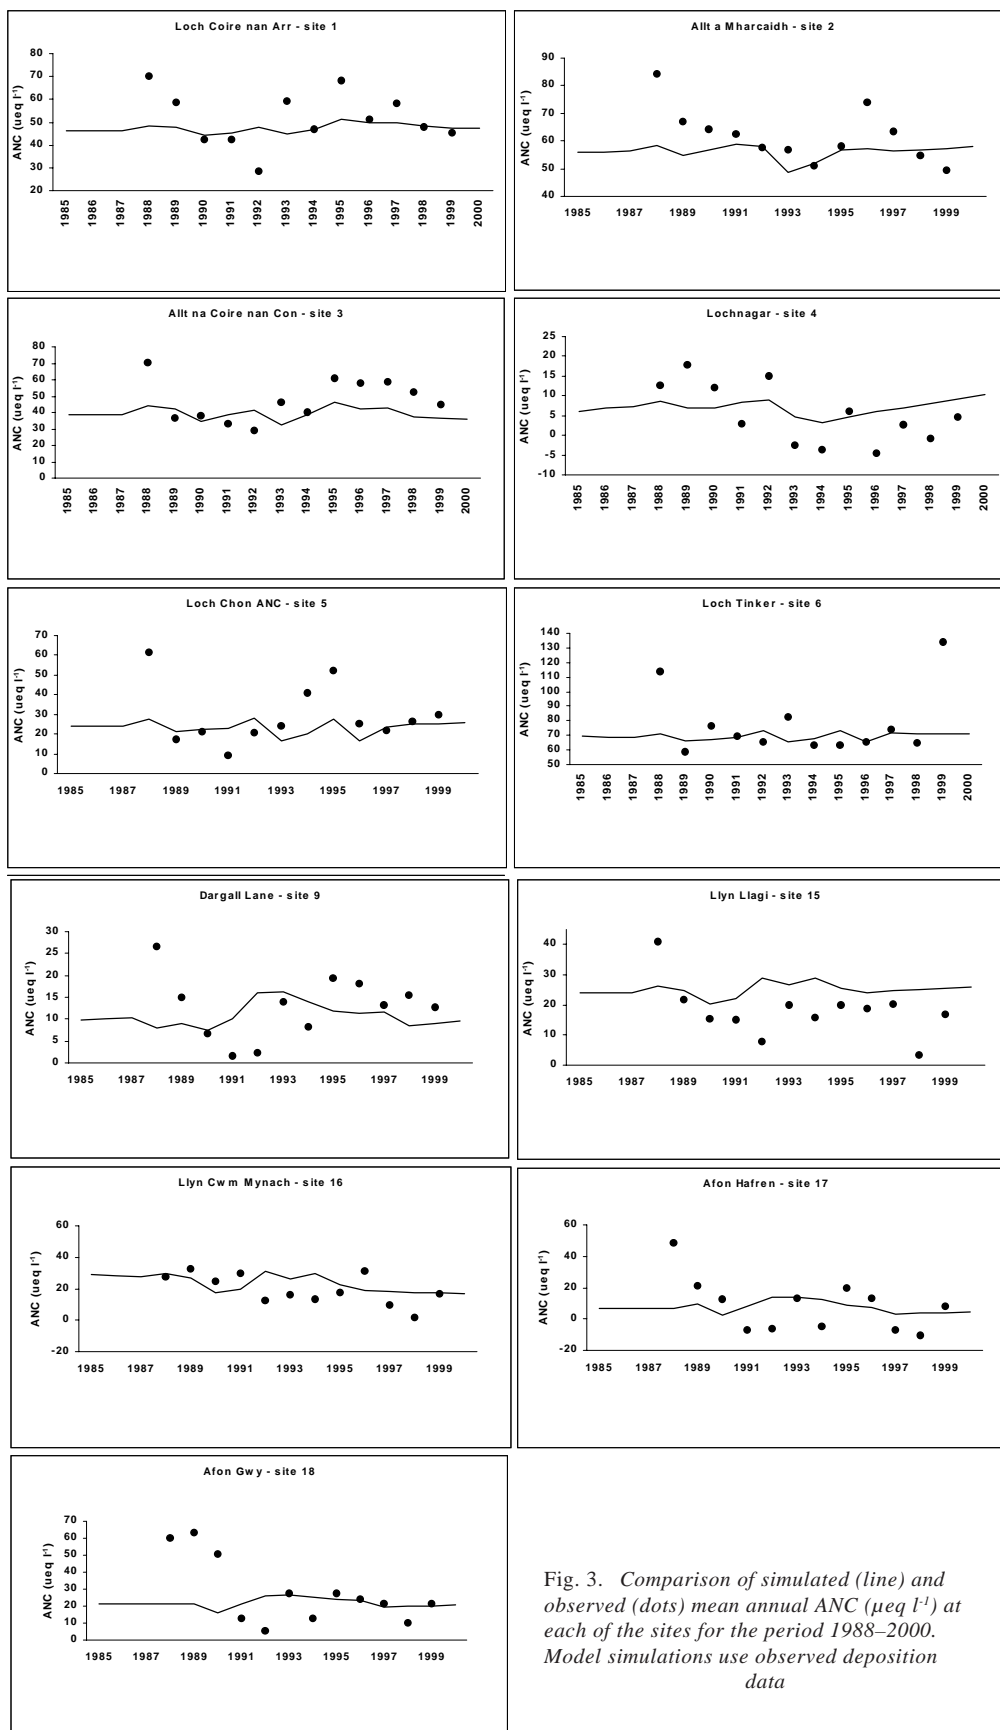 Loch Coire nan Arr - site 1
ANC (ueq l-1)
80
70
60
50
40
30
20
1985 1986 1987 1988 1989 1990 1991 1992 1993 1994 1995 1996 1997 1998 1999 2000
Allt a Mharcaidh - site 2
ANC (ueq l-1)
90
80
70
60
50
40
1985 1987 1989 1991 1993 1995 1997 1999
Allt na Coire nan Con - site 3
ANC (ueq l-1)
80
70
60
50
40
30
20
10
0
1985 1986 1987 1988 1989 1990 1991 1992 1993 1994 1995 1996 1997 1998 1999 2000
Lochnagar - site 4
ANC (ueq l-1)
25
20
15
10
5
0
-5
-10
1985 1986 1987 1988 1989 1990 1991 1992 1993 1994 1995 1996 1997 1998 1999 2000
Loch Chon ANC - site 5
ANC (ueq l-1)
70
60
50
40
30
20
10
0
1985 1987 1989 1991 1993 1995 1997 1999
Loch Tinker - site 6
ANC (ueq l-1)
140
130
120
110
100
90
80
70
60
50
1985 1986 1987 1988 1989 1990 1991 1992 1993 1994 1995 1996 1997 1998 1999 2000
Dargall Lane - site 9
ANC (ueq l-1)
30
25
20
15
10
5
0
1985 1987 1989 1991 1993 1995 1997 1999
Llyn Llagi - site 15
ANC (ueq l-1)
40
30
20
10
0
1985 1987 1989 1991 1993 1995 1997 1999
Llyn Cwm Mynach - site 16
ANC (ueq l-1)
60
40
20
0
-20
1985 1987 1989 1991 1993 1995 1997 1999
Afon Hafren - site 17
ANC (ueq l-1)
60
40
20
0
-20
1985 1987 1989 1991 1993 1995 1997 1999
Afon Gwy - site 18
ANC (ueq l-1)
70
60
50
40
30
20
10
0
1985 1987 1989 1991 1993 1995 1997 1999
Fig. 3. Comparison of simulated (line) and
observed (dots) mean annual ANC (µeq l-1) at
each of the sites for the period 1988–2000.
Model simulations use observed deposition
data